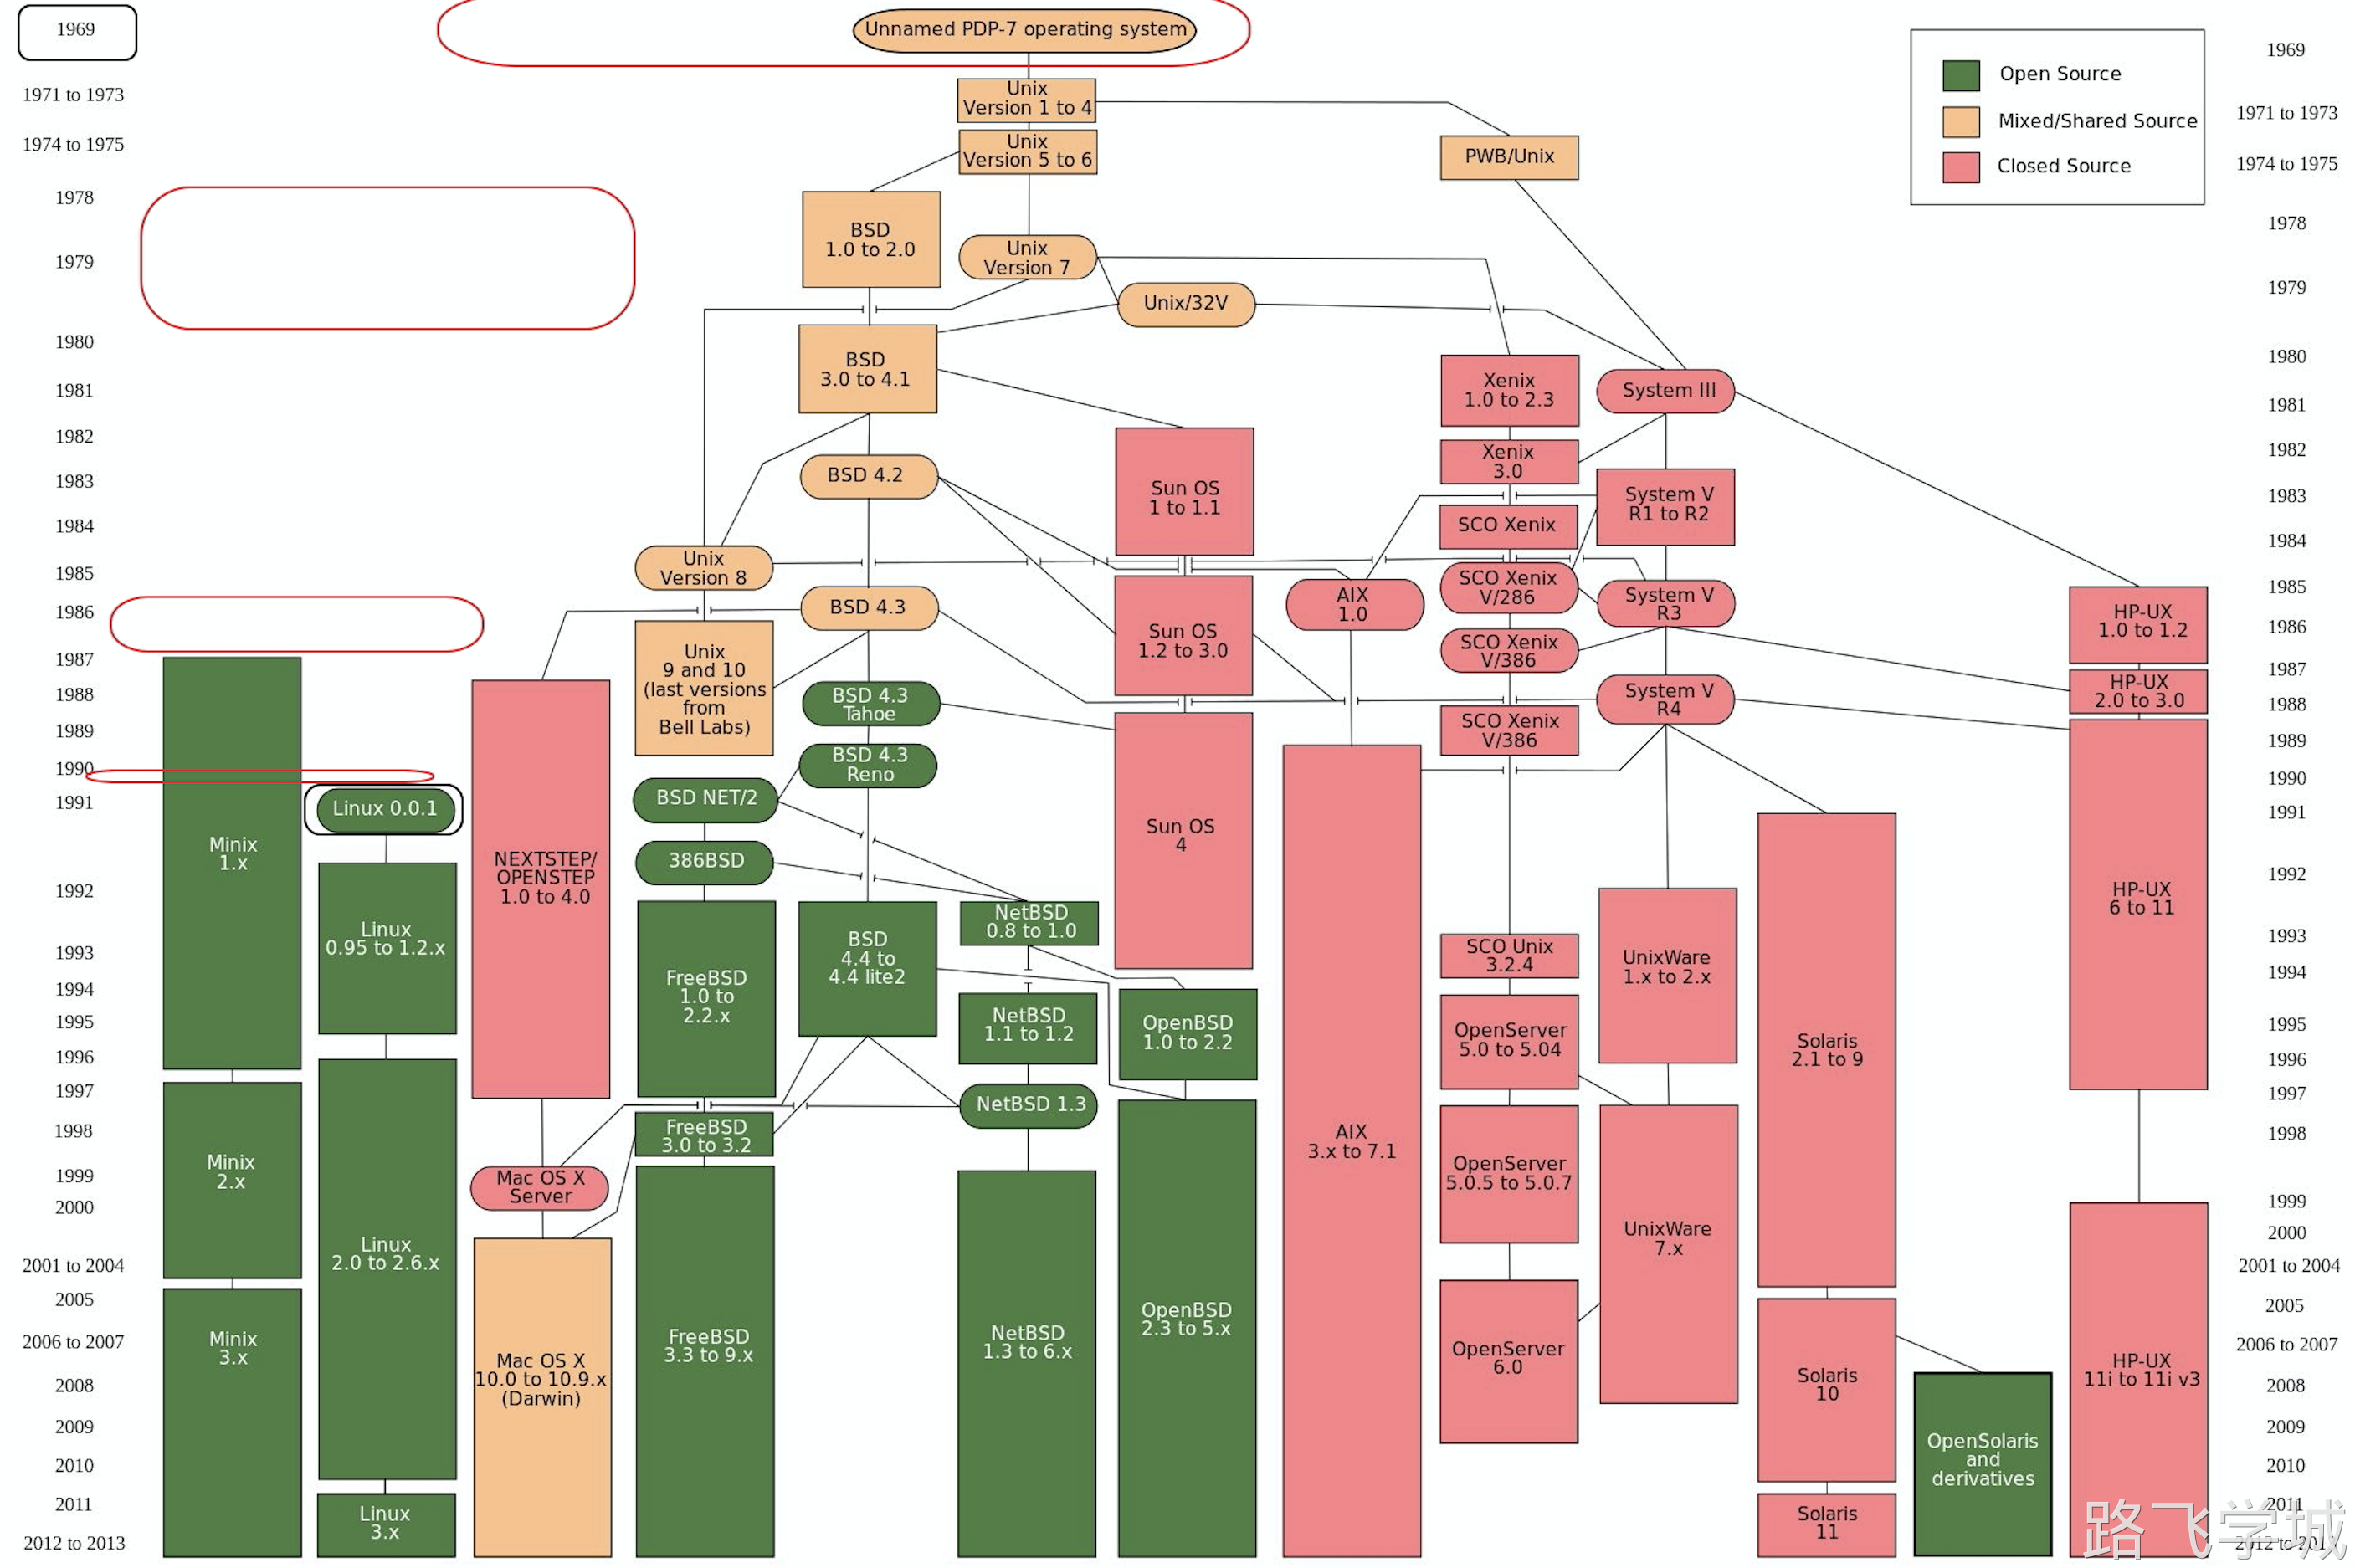 1969
1971 to 1973
1974 to 1975
1978
1979
1980
1981
1982
1983
1984
1985
1986
1987
1988
1989
1990
1991
1992
1993
1994
1995
1996
1997
1998
1999
2000
2001 to 2004
2005
2006 to 2007
2008
2009
2010
2011
2012 to 2013
Minix
1.x
Minix
2.x
Minix
3.x
Linux 0.0.1
Linux
0.95 to 1.2.x
Linux
2.0 to 2.6.x
Linux
3.x
NEXTSTEP/
OPENSTEP
1.0 to 4.0
Mac OS X
Server
Mac OS X
10.0 to 10.9.x
(Darwin)
Unix
Version 8
Unix
9 and 10
(last versions
from
Bell Labs)
BSD NET/2
386BSD
FreeBSD
1.0 to
2.2.x
FreeBSD
3.0 to 3.2
FreeBSD
3.3 to 9.x
Unnamed PDP-7 operating system
Unix
Version 1 to 4
Unix
Version 5 to 6
BSD
1.0 to 2.0
Unix
Version 7
Unix/32V
BSD
3.0 to 4.1
BSD 4.2
BSD 4.3
BSD 4.3
Tahoe
BSD 4.3
Reno
BSD
4.4 to
4.4 lite2
NetBSD
0.8 to 1.0
NetBSD
1.1 to 1.2
NetBSD 1.3
NetBSD
1.3 to 6.x
Sun OS
1 to 1.1
Sun OS
1.2 to 3.0
Sun OS
4
OpenBSD
1.0 to 2.2
OpenBSD
2.3 to 5.x
AIX
1.0
AIX
3.x to 7.1
PWB/Unix
Xenix
1.0 to 2.3
Xenix
3.0
SCO Xenix
SCO Xenix
V/286
SCO Xenix
V/386
SCO Xenix
V/386
SCO Unix
3.2.4
OpenServer
5.0 to 5.04
OpenServer
5.0.5 to 5.0.7
OpenServer
6.0
System III
System V
R1 to R2
System V
R3
System V
R4
UnixWare
1.x to 2.x
UnixWare
7.x
Solaris
2.1 to 9
Solaris
10
Solaris
11
OpenSolaris
and
derivatives
HP-UX
1.0 to 1.2
HP-UX
2.0 to 3.0
HP-UX
6 to 11
HP-UX
11i to 11i v3
Open Source
Mixed/Shared Source
Closed Source
1969
1971 to 1973
1974 to 1975
1978
1979
1980
1981
1982
1983
1984
1985
1986
1987
1988
1989
1990
1991
1992
1993
1994
1995
1996
1997
1998
1999
2000
2001 to 2004
2005
2006 to 2007
2008
2009
2010
2011
2012 to 201
路飞学城